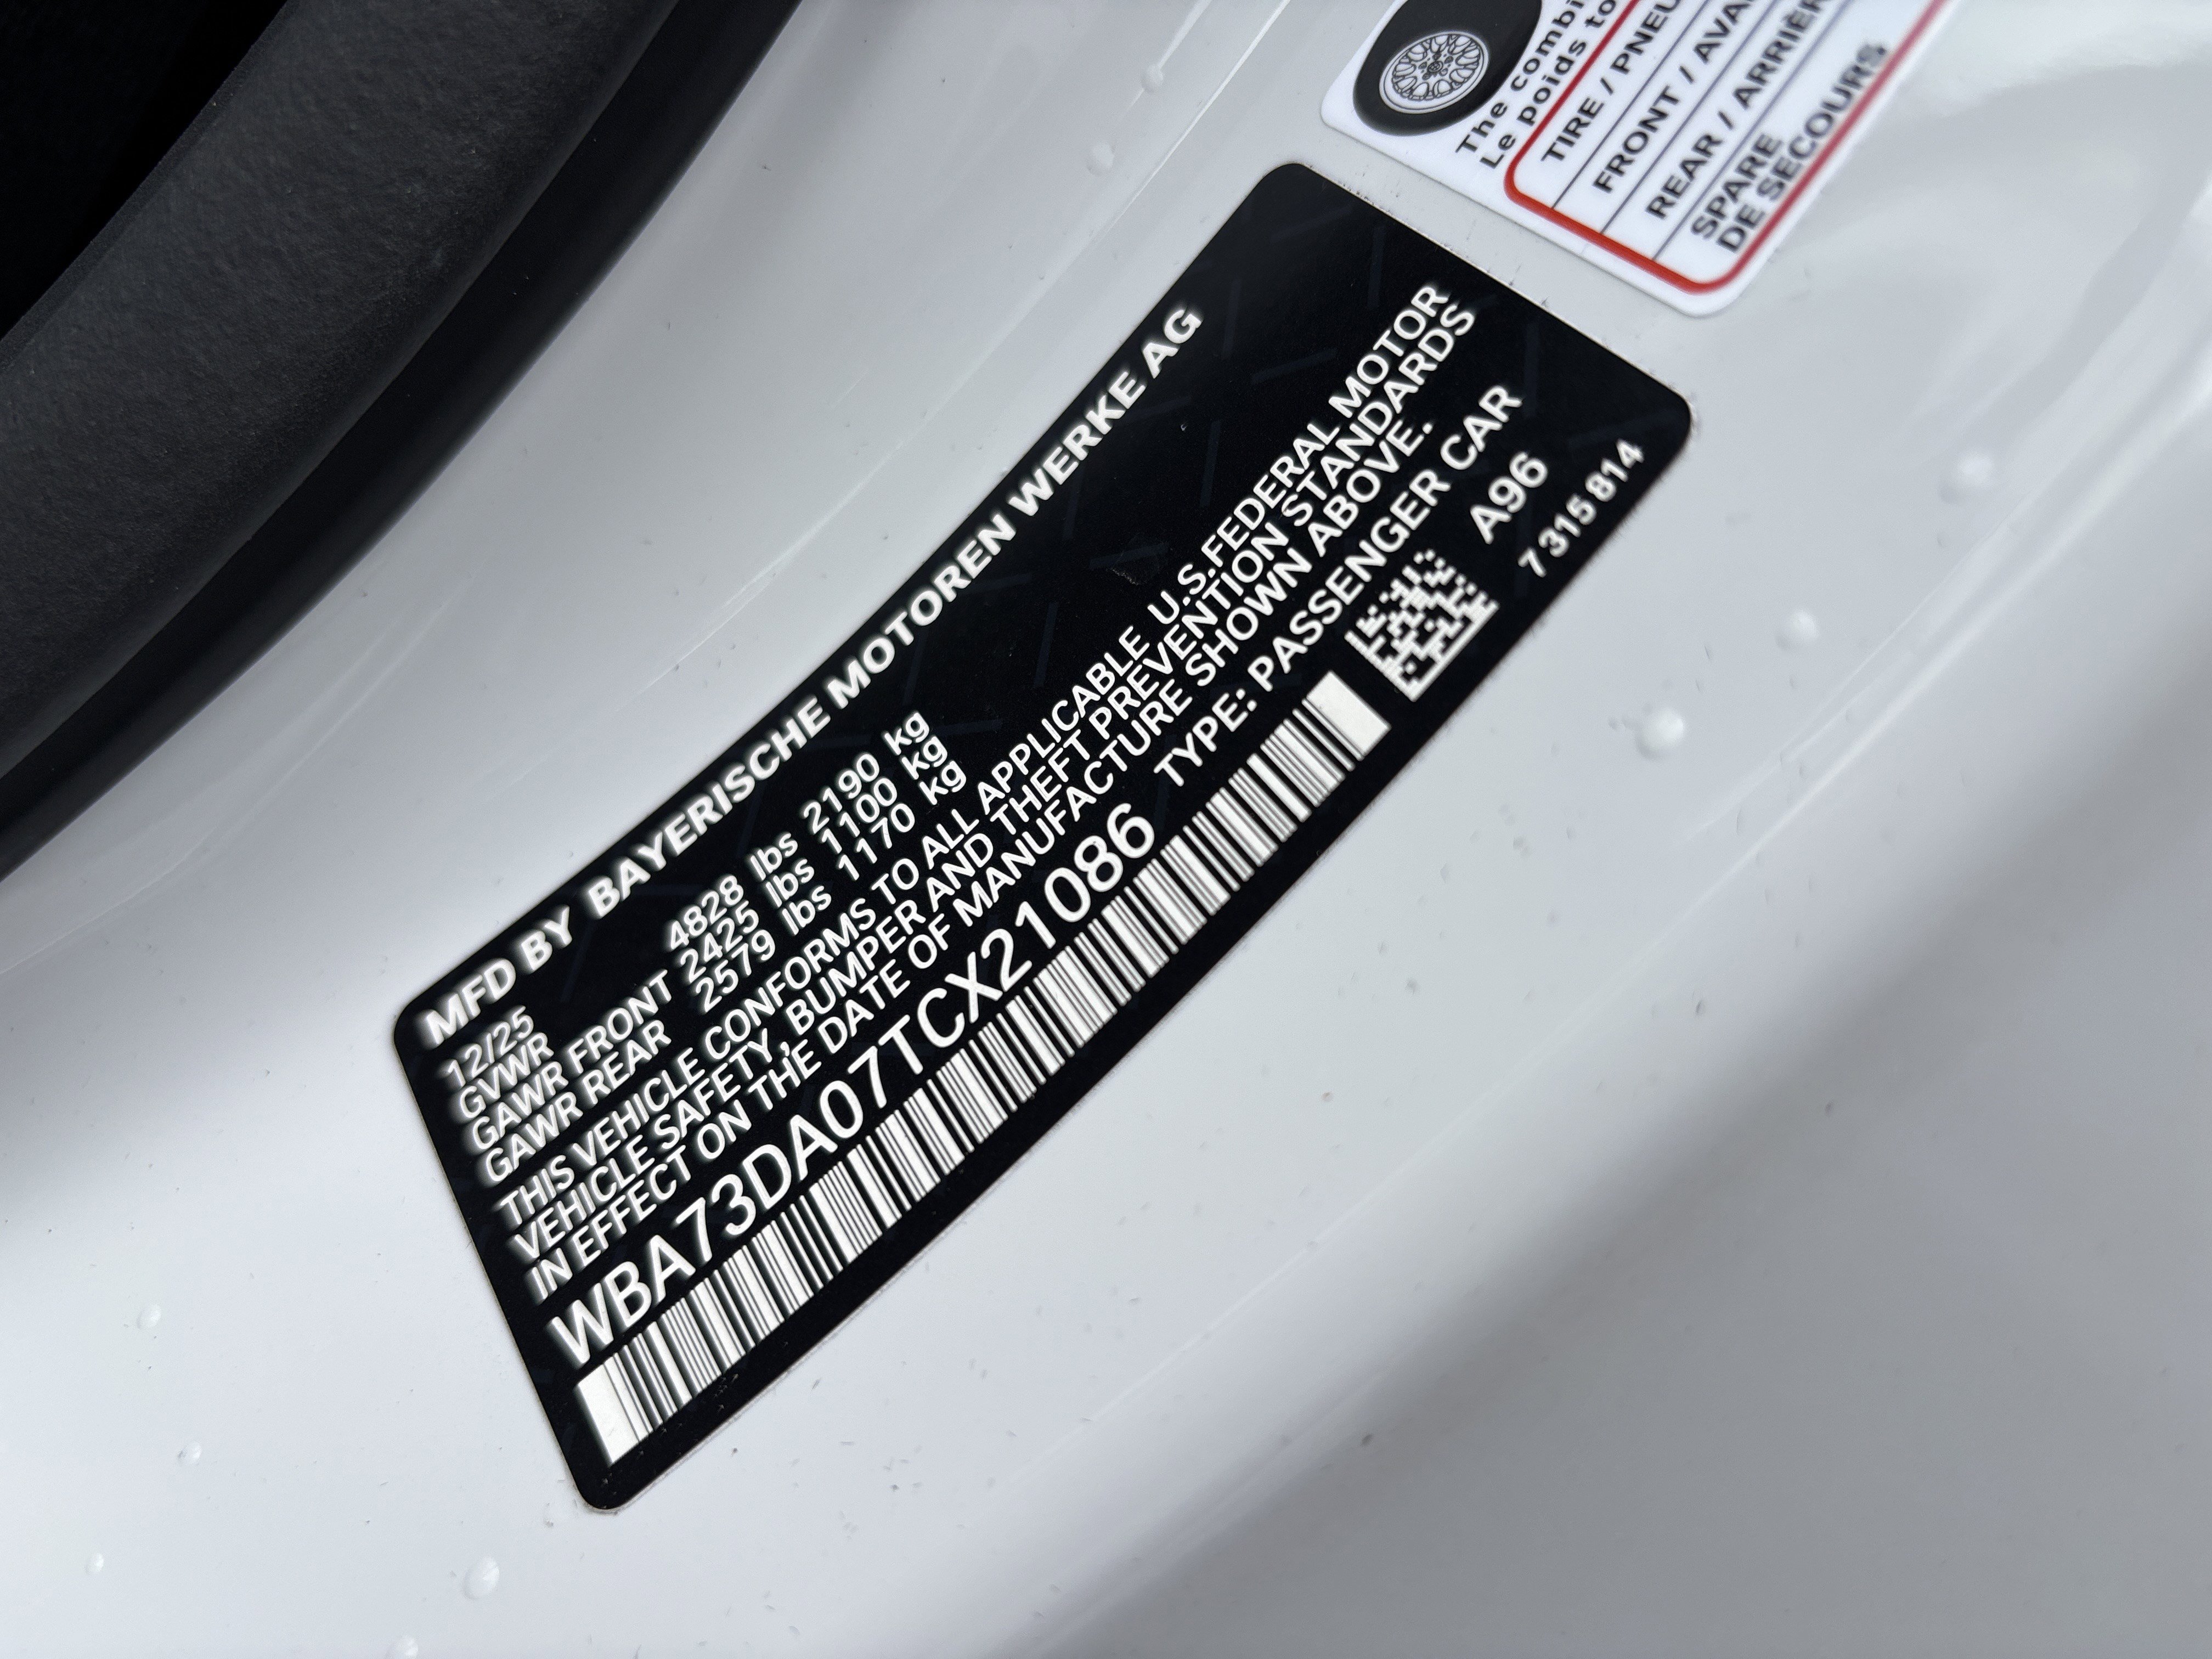 MFD BY BAYERISCHE MOTOREN WERKE AG
12/25
GVWR 4828 lbs 2190 kg
GAWR FRONT 2425 lbs 1100 kg
GAWR REAR 2579 lbs 1170 kg
THIS VEHICLE CONFORMS TO ALL APPLICABLE U.S.FEDERAL MOTOR
VEHICLE SAFETY, BUMPER AND THEFT PREVENTION STANDARDS
IN EFFECT ON THE DATE OF MANUFACTURE SHOWN ABOVE.
WBA73DA07TCX21086 TYPE: PASSENGER CAR
A96
7 315 814
The combi
Le poids to
TIRE / PNEU
FRONT / AVA
REAR / ARRIÈR
SPARE
DE SECOURS